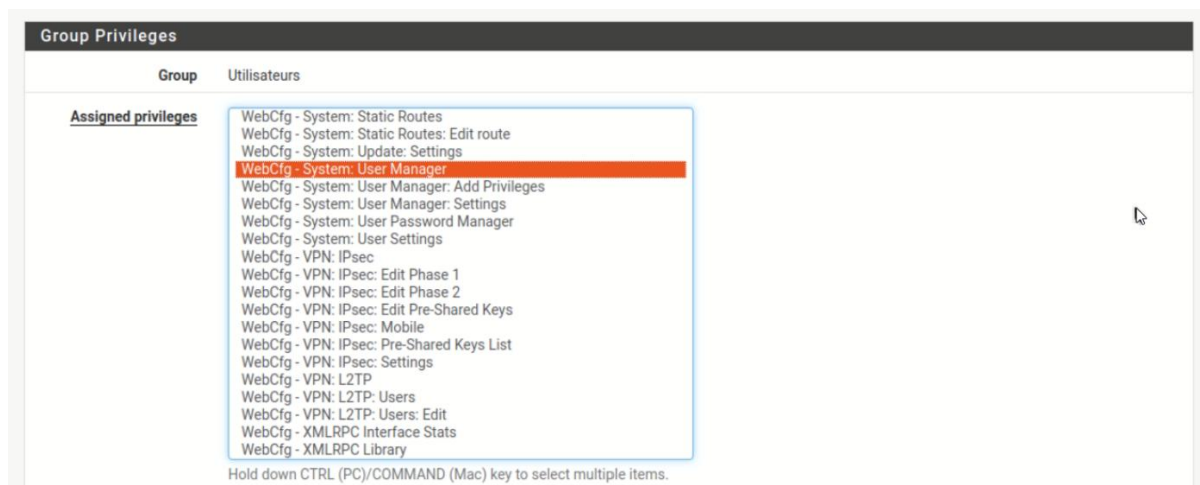 Group Privileges
Group Utilisateurs
Assigned privileges
WebCfg - System: Static Routes
WebCfg - System: Static Routes: Edit route
WebCfg - System: Update: Settings
WebCfg - System: User Manager
WebCfg - System: User Manager: Add Privileges
WebCfg - System: User Manager: Settings
WebCfg - System: User Password Manager
WebCfg - System: User Settings
WebCfg - VPN: IPsec
WebCfg - VPN: IPsec: Edit Phase 1
WebCfg - VPN: IPsec: Edit Phase 2
WebCfg - VPN: IPsec: Edit Pre-Shared Keys
WebCfg - VPN: IPsec: Mobile
WebCfg - VPN: IPsec: Pre-Shared Keys List
WebCfg - VPN: IPsec: Settings
WebCfg - VPN: L2TP
WebCfg - VPN: L2TP: Users
WebCfg - VPN: L2TP: Users: Edit
WebCfg - XMLRPC Interface Stats
WebCfg - XMLRPC Library
Hold down CTRL (PC)/COMMAND (Mac) key to select multiple items.